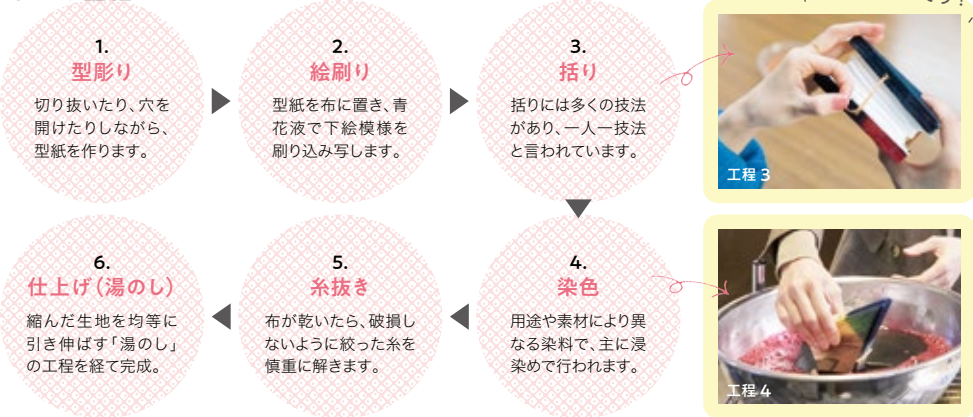 1.
型彫り
切り抜いたり、穴を
開けたりしながら、
型紙を作ります。
2.
絵刷り
型紙を布に置き、青
花液で下絵模様を
刷り込み写します。
3.
括り
括りには多くの技法
があり、一人一技法
と言われています。
工程 3
4.
染色
用途や素材により異
なる染料で、主に浸
染めで行われます。
工程 4
5.
糸抜き
布が乾いたら、破損し
ないように絞った糸を
慎重に解きます。
6.
仕上げ（湯のし）
縮んだ生地を均等に
引き伸ばす「湯のし」
の工程を経て完成。